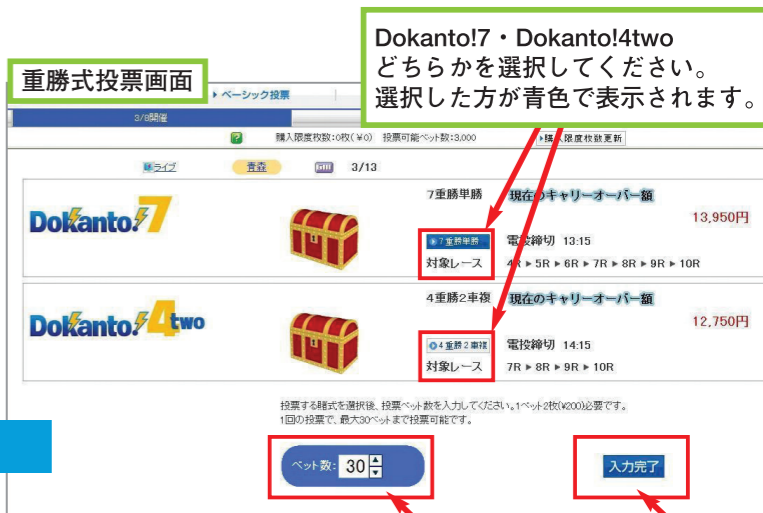 Dokanto!7・Dokanto!4two
どちらかを選択してください。
選択した方が青色で表示されます。
重勝式投票画面
ベーシック投票
3/8開催
購入限度枚数:0枚(¥0) 投票可能ベット数:3,000
購入限度枚数更新
ライブ 青森 GIII 3/13
Dokanto!7
7重勝単勝 現在のキャリーオーバー額
13,950円
7重勝単勝 電投締切 13:15
対象レース 4R ▶ 5R ▶ 6R ▶ 7R ▶ 8R ▶ 9R ▶ 10R
Dokanto!4two
4重勝2車複 現在のキャリーオーバー額
12,750円
4重勝2車複 電投締切 14:15
対象レース 7R ▶ 8R ▶ 9R ▶ 10R
投票する賭式を選択後、投票ベット数を入力してください。1ベット2枚(¥200)必要です。
1回の投票で、最大30ベットまで投票可能です。
ベット数: 30
入力完了